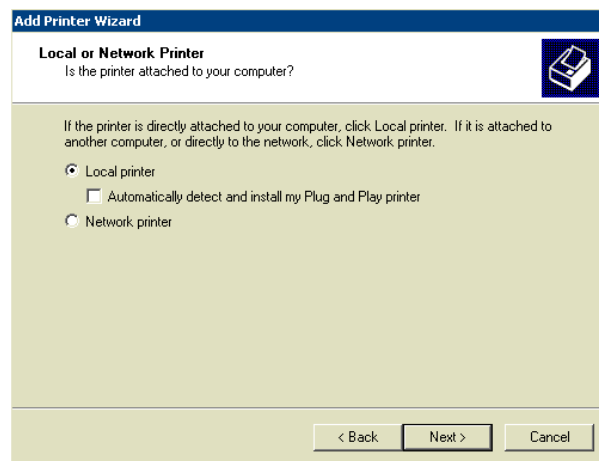 Add Printer Wizard
Local or Network Printer
Is the printer attached to your computer?
If the printer is directly attached to your computer, click Local printer.  If it is attached to
another computer, or directly to the network, click Network printer.
Local printer
Automatically detect and install my Plug and Play printer
Network printer
< Back Next > Cancel